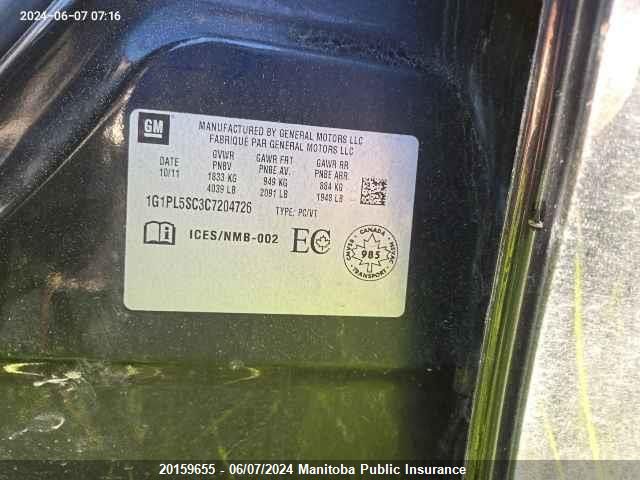 2024-06-07 07:16
GM
MANUFACTURED BY GENERAL MOTORS LLC
FABRIQUÉ PAR GENERAL MOTORS LLC
DATE GVWR GAWR FRT GAWR RR
10/11 PNBV PNBE AV. PNBE ARR.
1833 KG 949 KG 884 KG
4039 LB 2091 LB 1948 LB
1G1PL5SC3C7204726 TYPE: PC/VT
ICES/NMB-002 EC
CANADA
985
TRANSPORT
20159655 - 06/07/2024 Manitoba Public Insurance